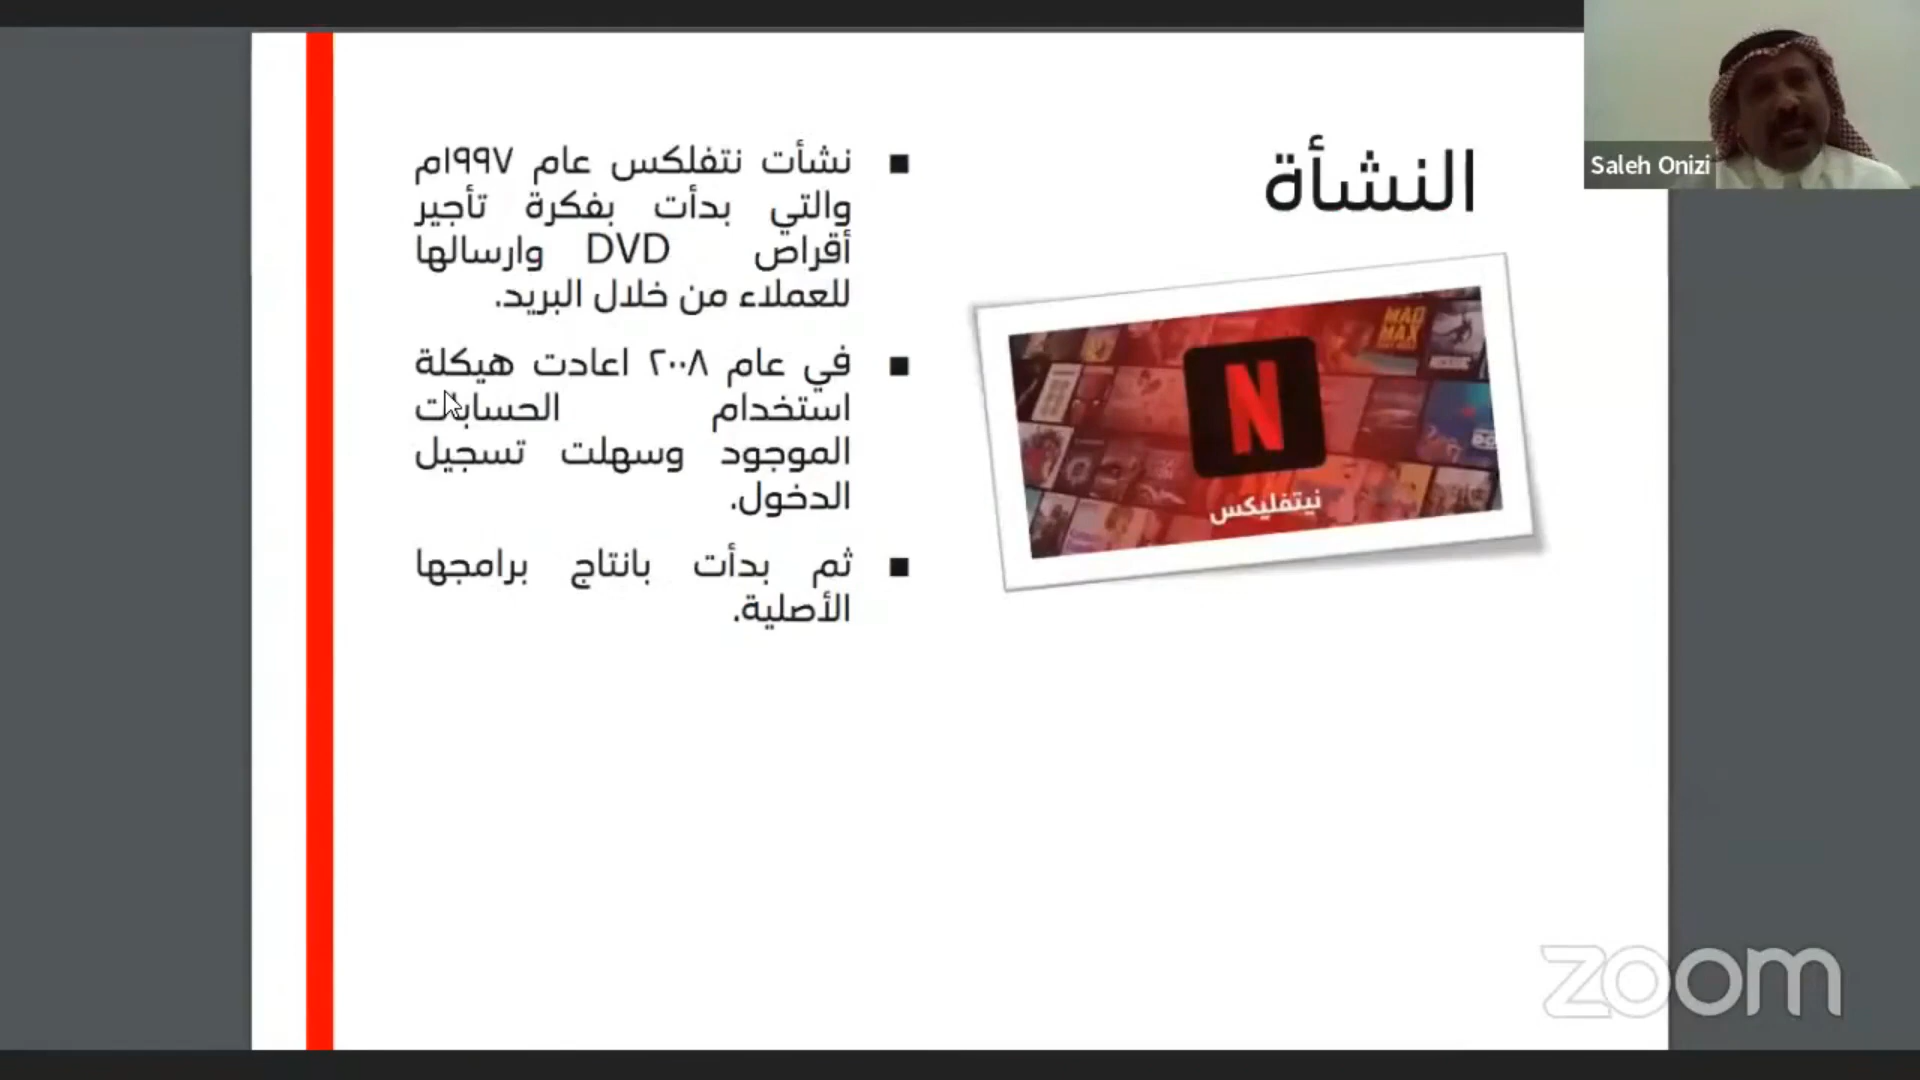 النشأة
نشأت نتفلكس عام ١٩٩٧م
والتي بدأت بفكرة تأجير
أقراص DVD وارسالها
للعملاء من خلال البريد.
في عام ٢٠٠٨ اعادت هيكلة
استخدام الحسابات
الموجود وسهلت تسجيل
الدخول.
ثم بدأت بانتاج برامجها
الأصلية.
MAD
MAX
N
نيتفليكس
Saleh Onizi
zoom